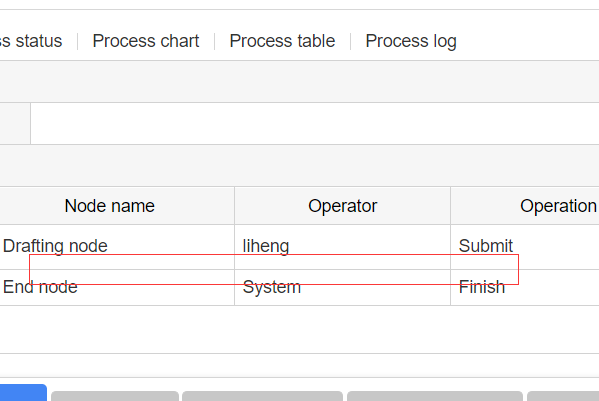 ss status Process chart Process table Process log
Node name Operator Operation
Drafting node liheng Submit
End node System Finish